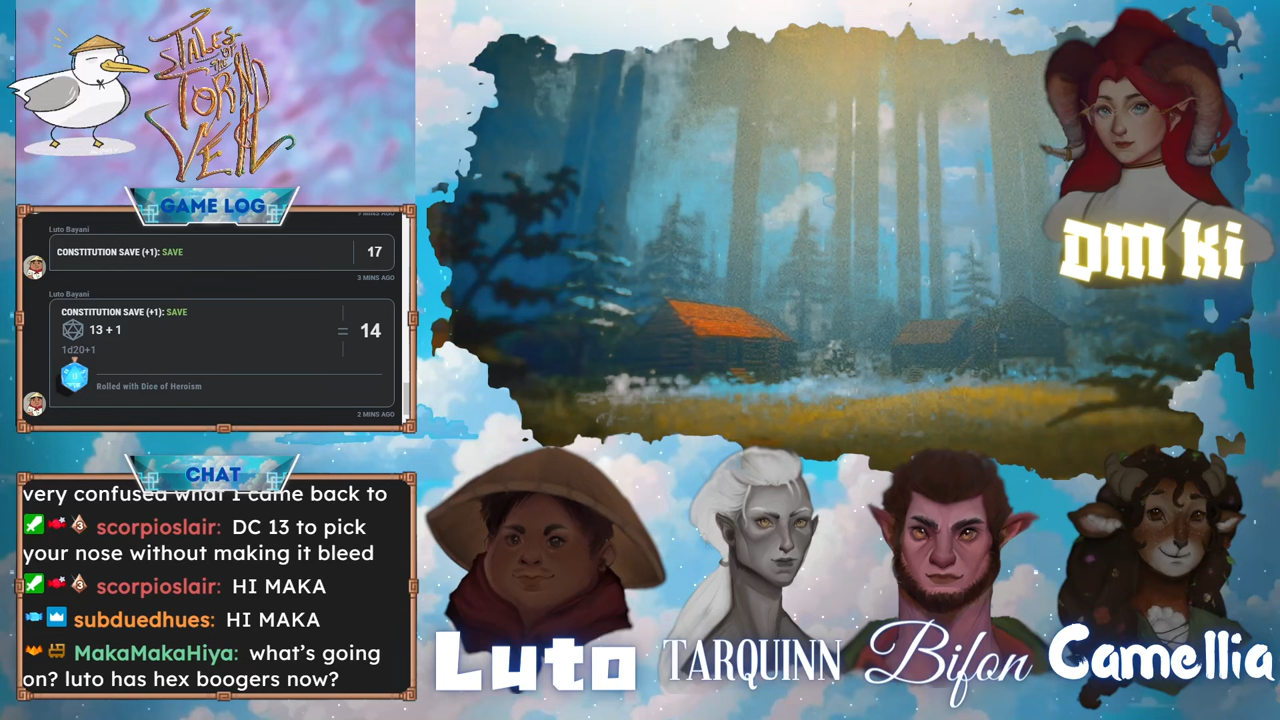 TALES
OF THE
TORN
VEIL
GAME LOG
Luto Bayani
CONSTITUTION SAVE (+1): SAVE
17
3 MINS AGO
Luto Bayani
CONSTITUTION SAVE (+1): SAVE
13 + 1
= 14
1d20+1
Rolled with Dice of Heroism
2 MINS AGO
CHAT
very confused what I came back to
scorpioslair: DC 13 to pick
your nose without making it bleed
scorpioslair: HI MAKA
subduedhues: HI MAKA
MakaMakaHiya: what's going
on? luto has hex boogers now?
DM Ki
Luto
TARQUINN
Bifon
Camellia